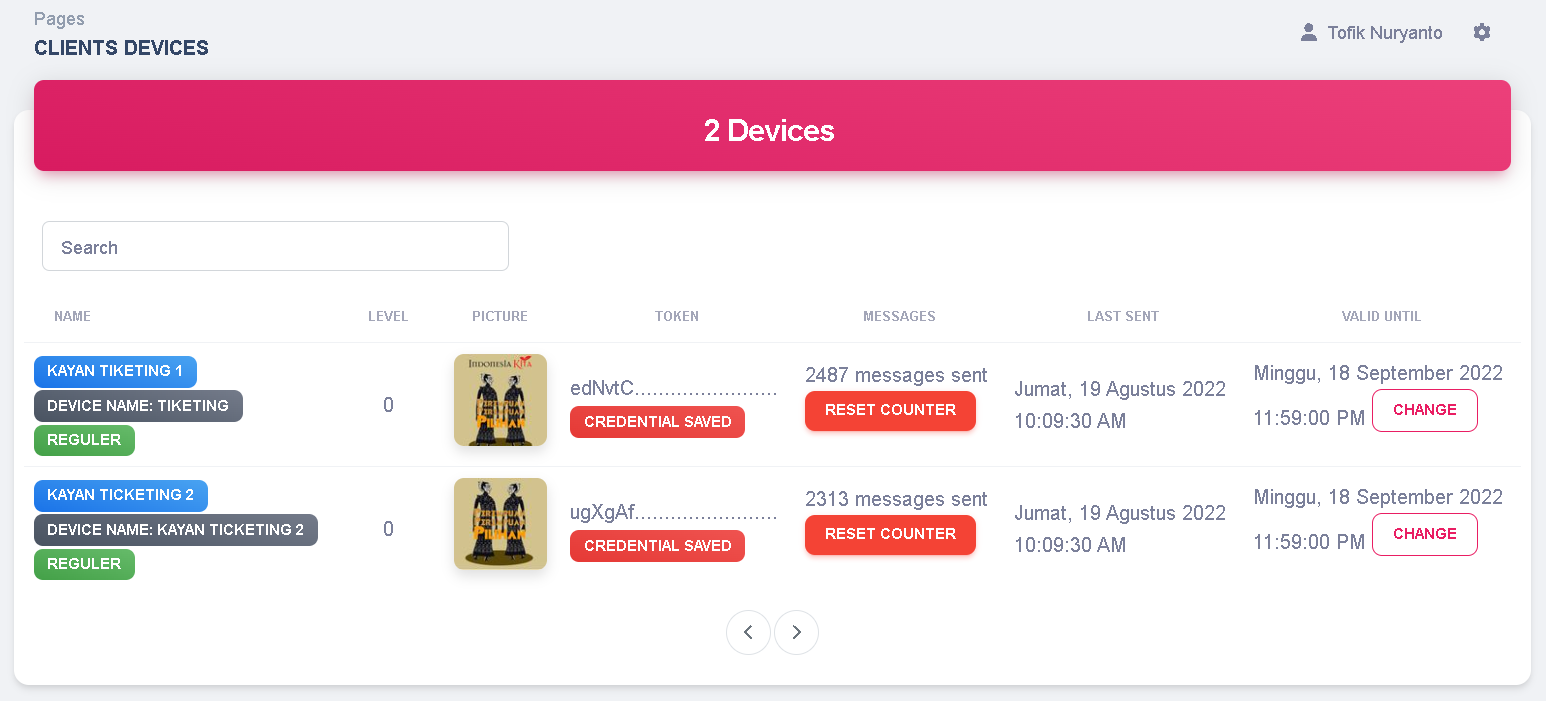 Pages
CLIENTS DEVICES
Tofik Nuryanto
2 Devices
Search
NAME LEVEL PICTURE TOKEN MESSAGES LAST SENT VALID UNTIL
KAYAN TIKETING 1
DEVICE NAME: TIKETING
REGULER
0
INDONESIA KITA
PILIHAN
edNvtC........................
CREDENTIAL SAVED
2487 messages sent
RESET COUNTER
Jumat, 19 Agustus 2022
10:09:30 AM
Minggu, 18 September 2022
11:59:00 PM CHANGE
KAYAN TICKETING 2
DEVICE NAME: KAYAN TICKETING 2
REGULER
0
PILIHAN
ugXgAf........................
CREDENTIAL SAVED
2313 messages sent
RESET COUNTER
Jumat, 19 Agustus 2022
10:09:30 AM
Minggu, 18 September 2022
11:59:00 PM CHANGE